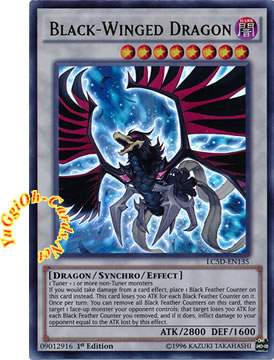 BLACK-WINGED DRAGON
DARK
闇
YuGiOh-Cards.Net
LC5D-EN135
[DRAGON / SYNCHRO / EFFECT]
1 Tuner + 1 or more non-Tuner monsters
If you would take damage from a card effect, place 1 Black Feather Counter on
this card instead. This card loses 700 ATK for each Black Feather Counter on it.
Once per turn: You can remove all Black Feather Counters on this card, then
target 1 face-up monster your opponent controls; that target loses 700 ATK for
each Black Feather Counter you removed, and if it does, inflict damage to your
opponent equal to the ATK lost by this effect.
ATK/2800 DEF/1600
09012916 1st Edition ©1996 KAZUKI TAKAHASHI